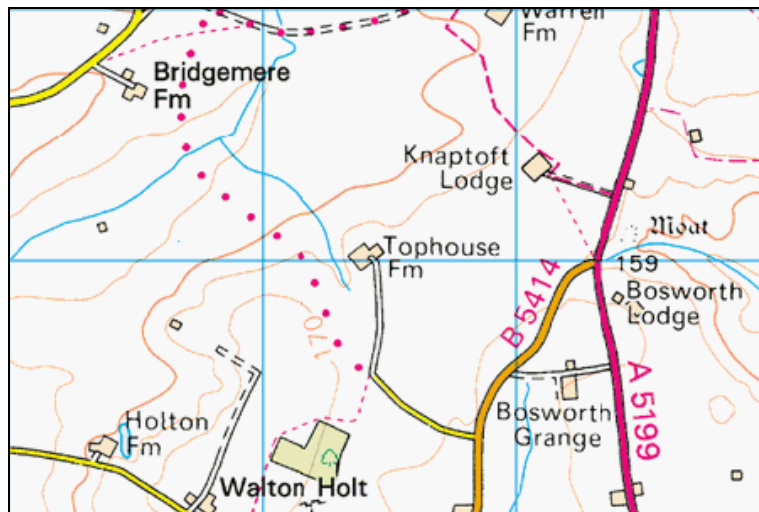 Warren
Fm
Bridgemere
Fm
Knaptoft
Lodge
Moat
Tophouse
Fm
159
B 5414
Bosworth
Lodge
170
A 5199
Holton
Fm
Bosworth
Grange
Walton Holt